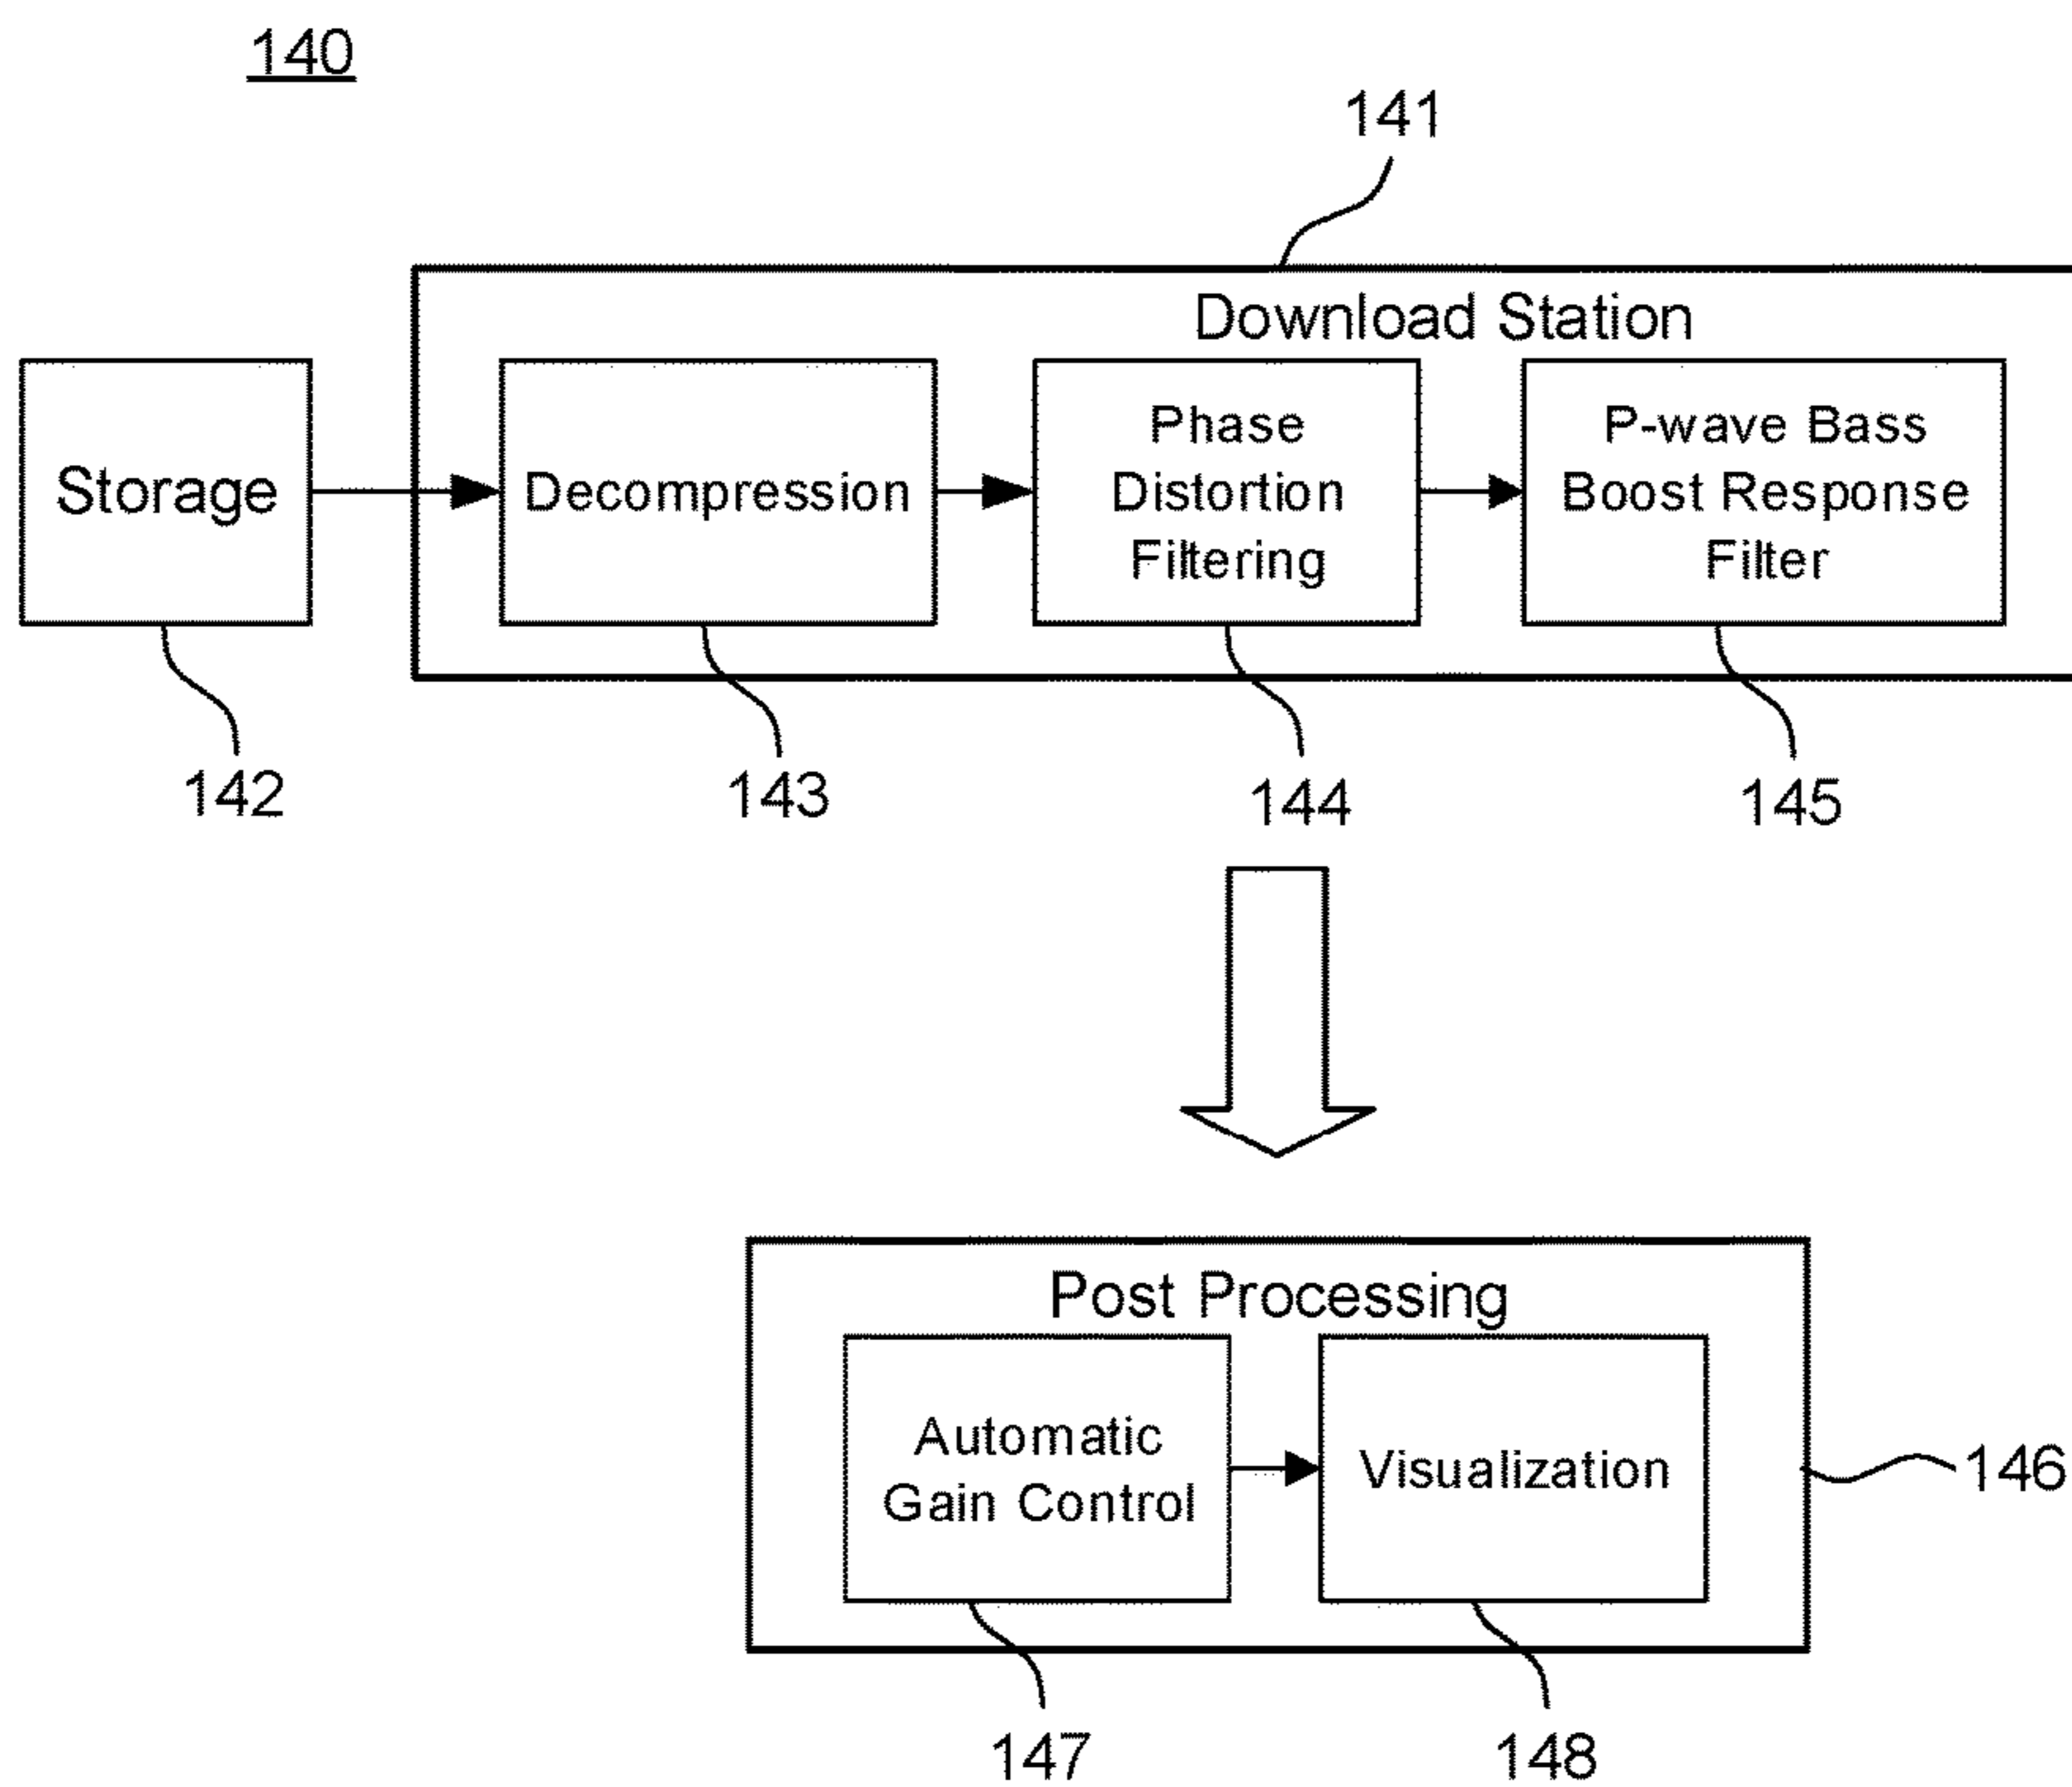 140
141
Download Station
Storage
Decompression
Phase
Distortion
Filtering
P-wave Bass
Boost Response
Filter
142
143
144
145
Post Processing
Automatic
Gain Control
Visualization
146
147
148